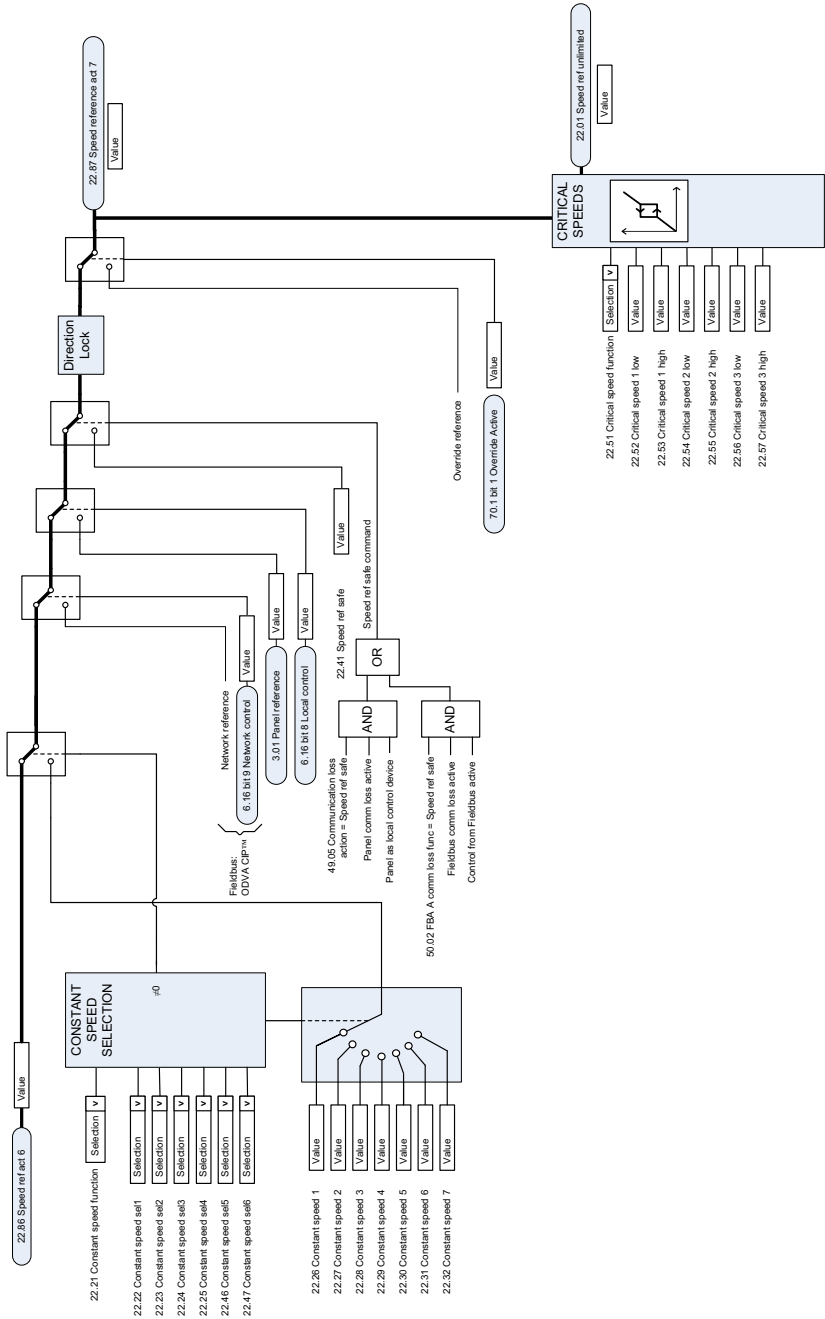 22.86 Speed ref act 6
Value
22.21 Constant speed function
Selection
v
22.22 Constant speed sel1
Selection
v
22.23 Constant speed sel2
Selection
v
22.24 Constant speed sel3
Selection
v
22.25 Constant speed sel4
Selection
v
22.46 Constant speed sel5
Selection
v
22.47 Constant speed sel6
Selection
v
CONSTANT
SPEED
SELECTION
≠0
22.26 Constant speed 1
Value
22.27 Constant speed 2
Value
22.28 Constant speed 3
Value
22.29 Constant speed 4
Value
22.30 Constant speed 5
Value
22.31 Constant speed 6
Value
22.32 Constant speed 7
Value
Network reference
Fieldbus:
ODVA CIP™
6.16 bit 9 Network control
Value
3.01 Panel reference
Value
6.16 bit 8 Local control
Value
22.41 Speed ref safe
Value
49.05 Communication loss
action = Speed ref safe
Panel comm loss active
Panel as local control device
AND
50.02 FBA A comm loss func = Speed ref safe
Fieldbus comm loss active
Control from Fieldbus active
AND
OR
Speed ref safe command
Direction
Lock
Override reference
70.1 bit 1 Override Active
Value
22.87 Speed reference act 7
Value
22.51 Critical speed function
Selection
v
22.52 Critical speed 1 low
Value
22.53 Critical speed 1 high
Value
22.54 Critical speed 2 low
Value
22.55 Critical speed 2 high
Value
22.56 Critical speed 3 low
Value
22.57 Critical speed 3 high
Value
CRITICAL
SPEEDS
22.01 Speed ref unlimited
Value